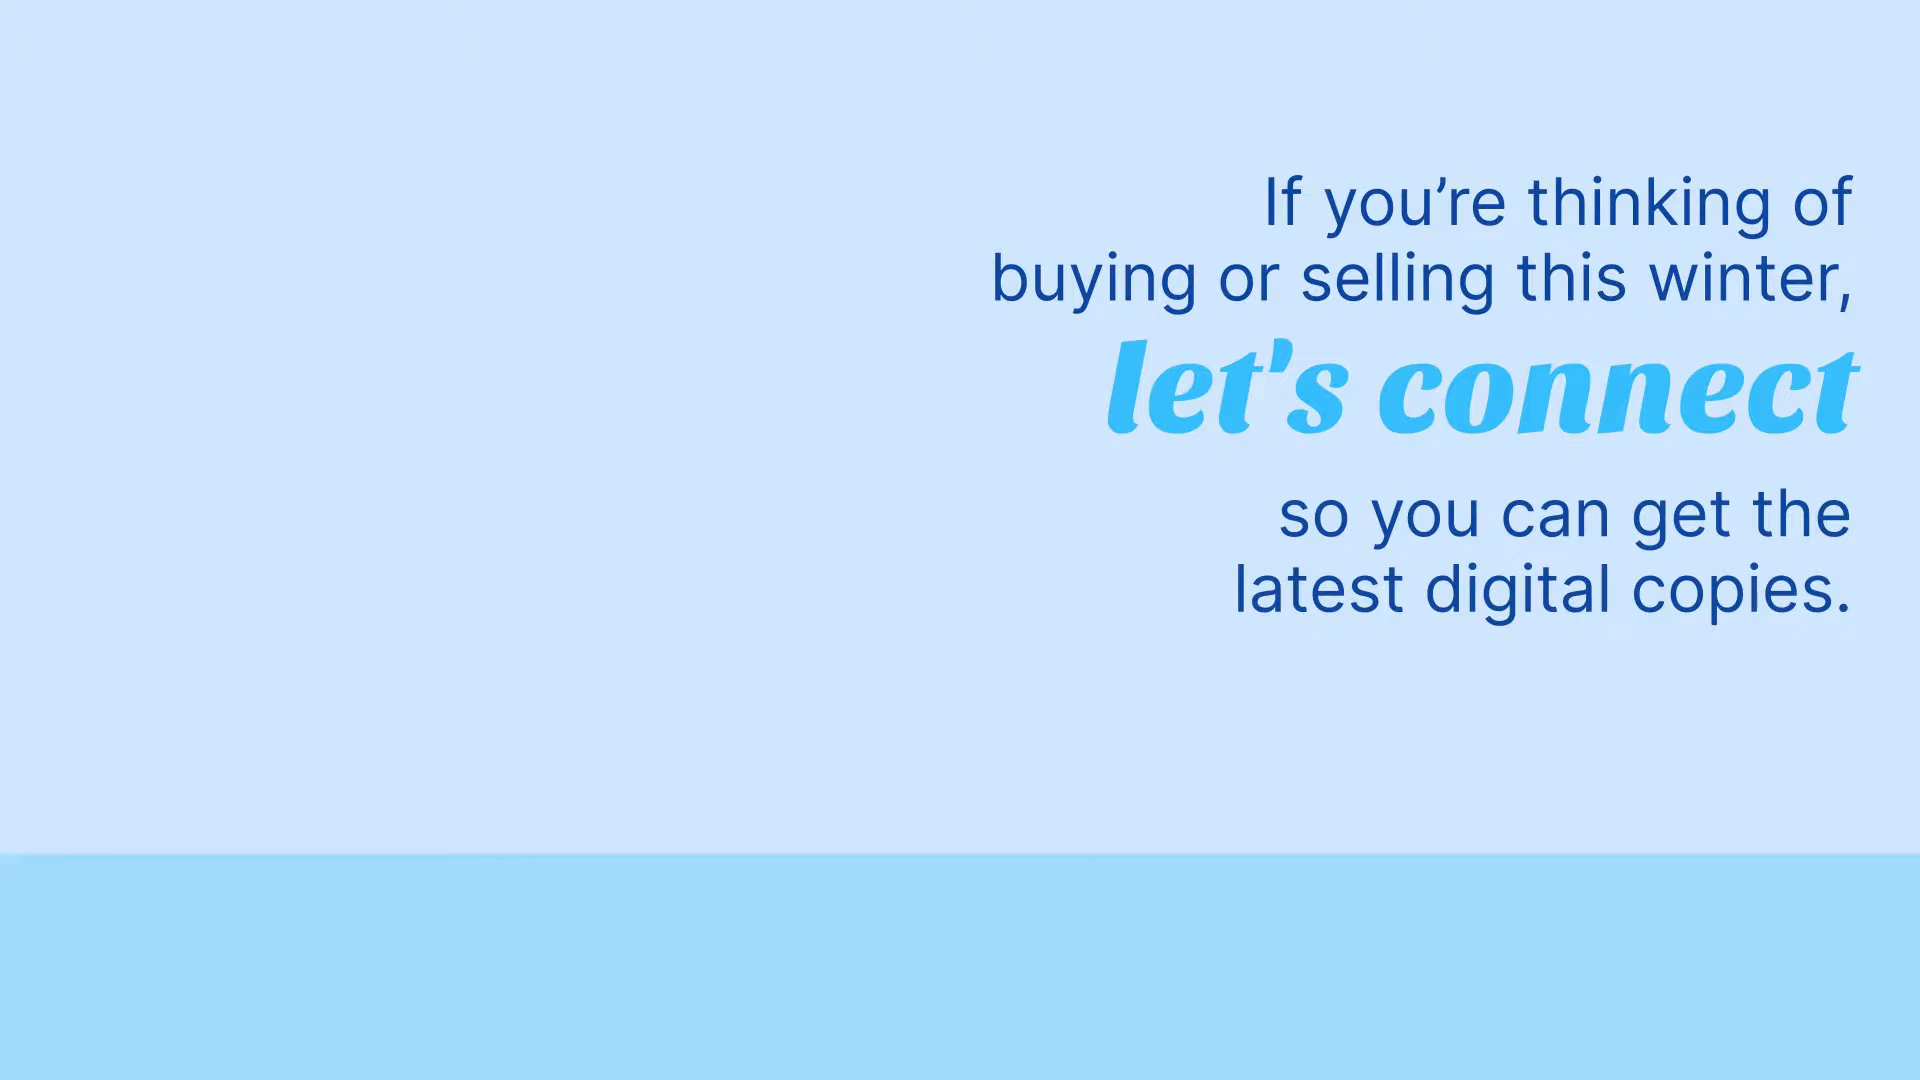 If you’re thinking of
buying or selling this winter,
let's connect
so you can get the
latest digital copies.